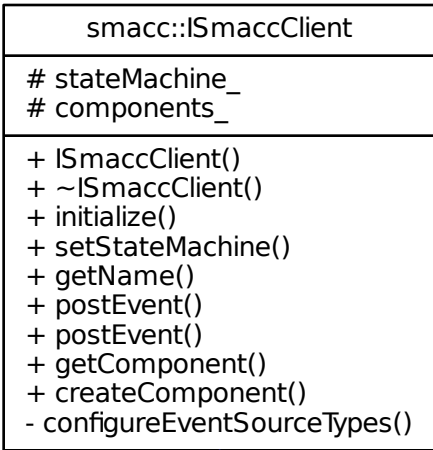 smacc::ISmaccClient
# stateMachine_
# components_
+ ISmaccClient()
+ ~ISmaccClient()
+ initialize()
+ setStateMachine()
+ getName()
+ postEvent()
+ postEvent()
+ getComponent()
+ createComponent()
- configureEventSourceTypes()